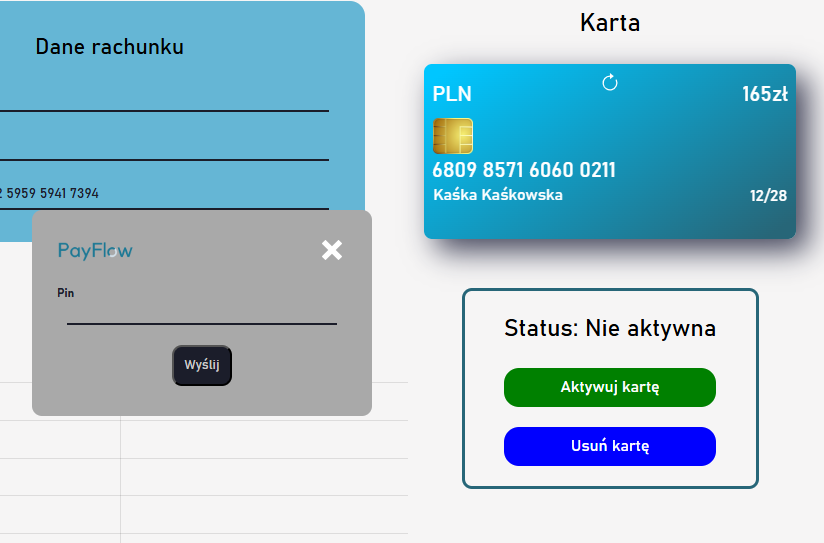 Dane rachunku
5959 5941 7394
PayFlow
Pin
Wyślij
Karta
PLN
165zł
6809 8571 6060 0211
Kaśka Kaśkowska
12/28
Status: Nie aktywna
Aktywuj kartę
Usuń kartę